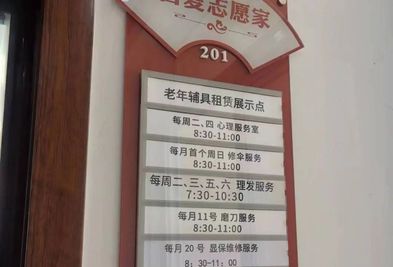 爱志愿家
201
老年辅具租赁展示点
每周二、四 心理服务室
8:30-11:00
每月首个周日 修伞服务
8:30-11:00
每周二、三、五、六 理发服务
7:30-10:30
每月11号 磨刀服务
8:30-11:00
每月20号 显保维修服务
8：30-11：00